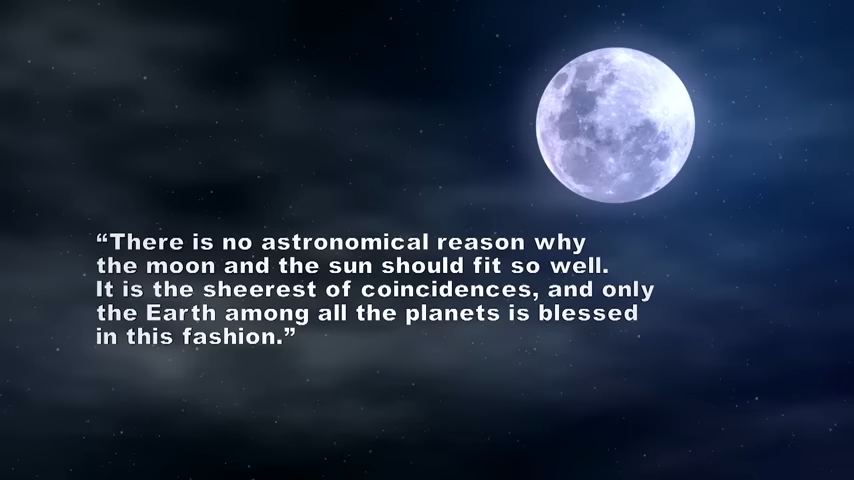 “There is no astronomical reason why
the moon and the sun should fit so well.
It is the sheerest of coincidences, and only
the Earth among all the planets is blessed
in this fashion.”